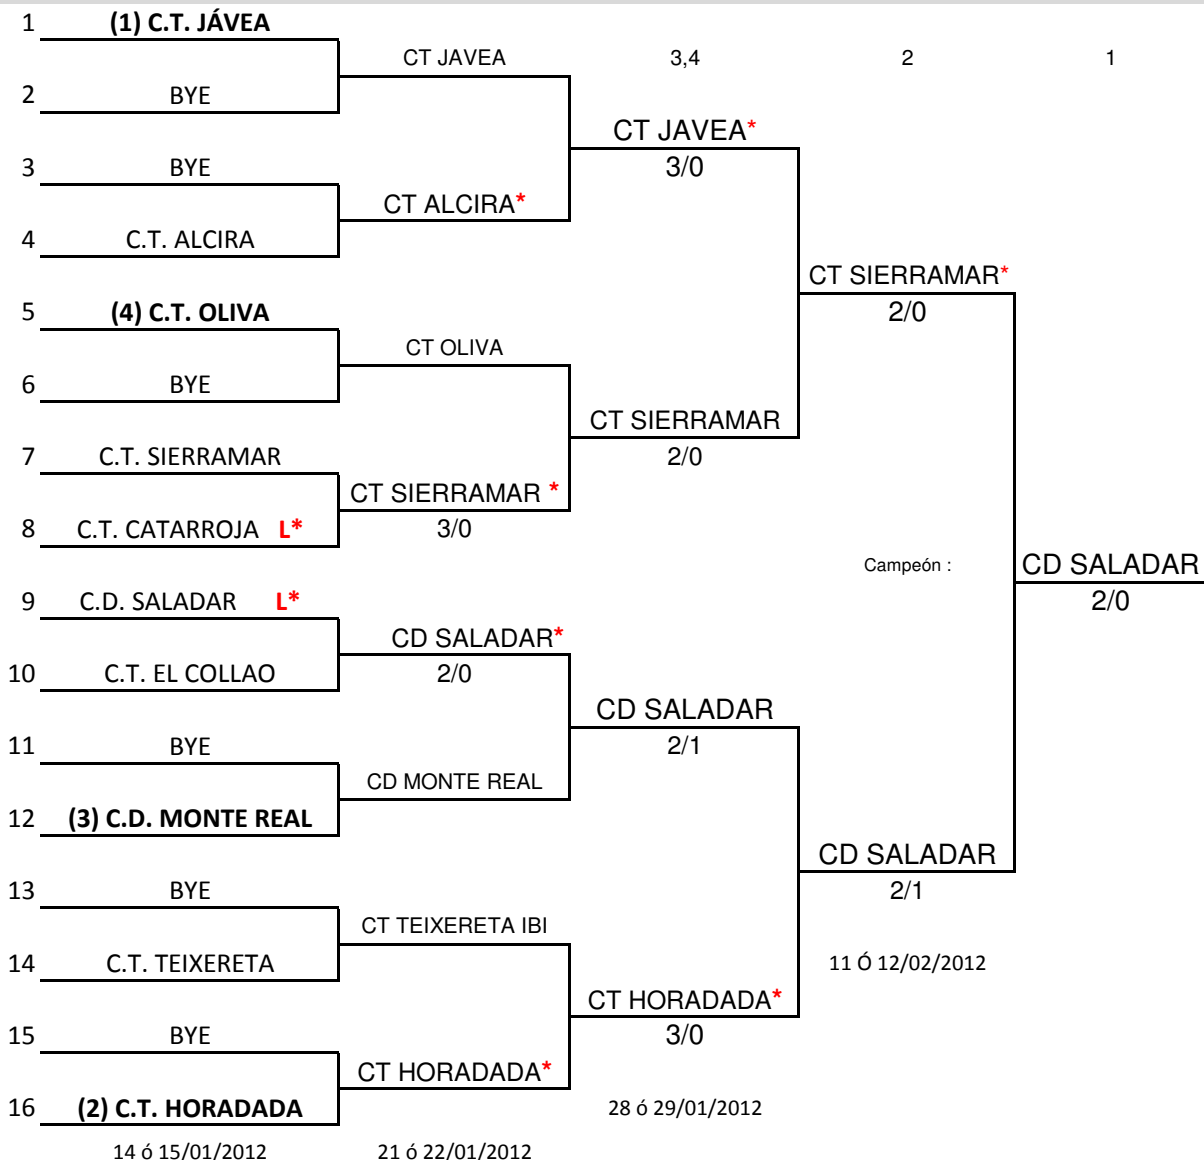 1 (1) C.T. JÁVEA
CT JAVEA 3,4 2 1
2 BYE
CT JAVEA*
3 BYE 3/0
CT ALCIRA*
4 C.T. ALCIRA
CT SIERRAMAR*
5 (4) C.T. OLIVA 2/0
CT OLIVA
6 BYE
CT SIERRAMAR
7 C.T. SIERRAMAR 2/0
CT SIERRAMAR *
8 C.T. CATARROJA L* 3/0
Campeón : CD SALADAR
9 C.D. SALADAR L* 2/0
CD SALADAR*
10 C.T. EL COLLAO 2/0
CD SALADAR
11 BYE 2/1
CD MONTE REAL
12 (3) C.D. MONTE REAL
CD SALADAR
13 BYE 2/1
CT TEIXERETA IBI
14 C.T. TEIXERETA 11 Ó 12/02/2012
CT HORADADA*
15 BYE 3/0
CT HORADADA*
16 (2) C.T. HORADADA 28 ó 29/01/2012
14 ó 15/01/2012 21 ó 22/01/2012